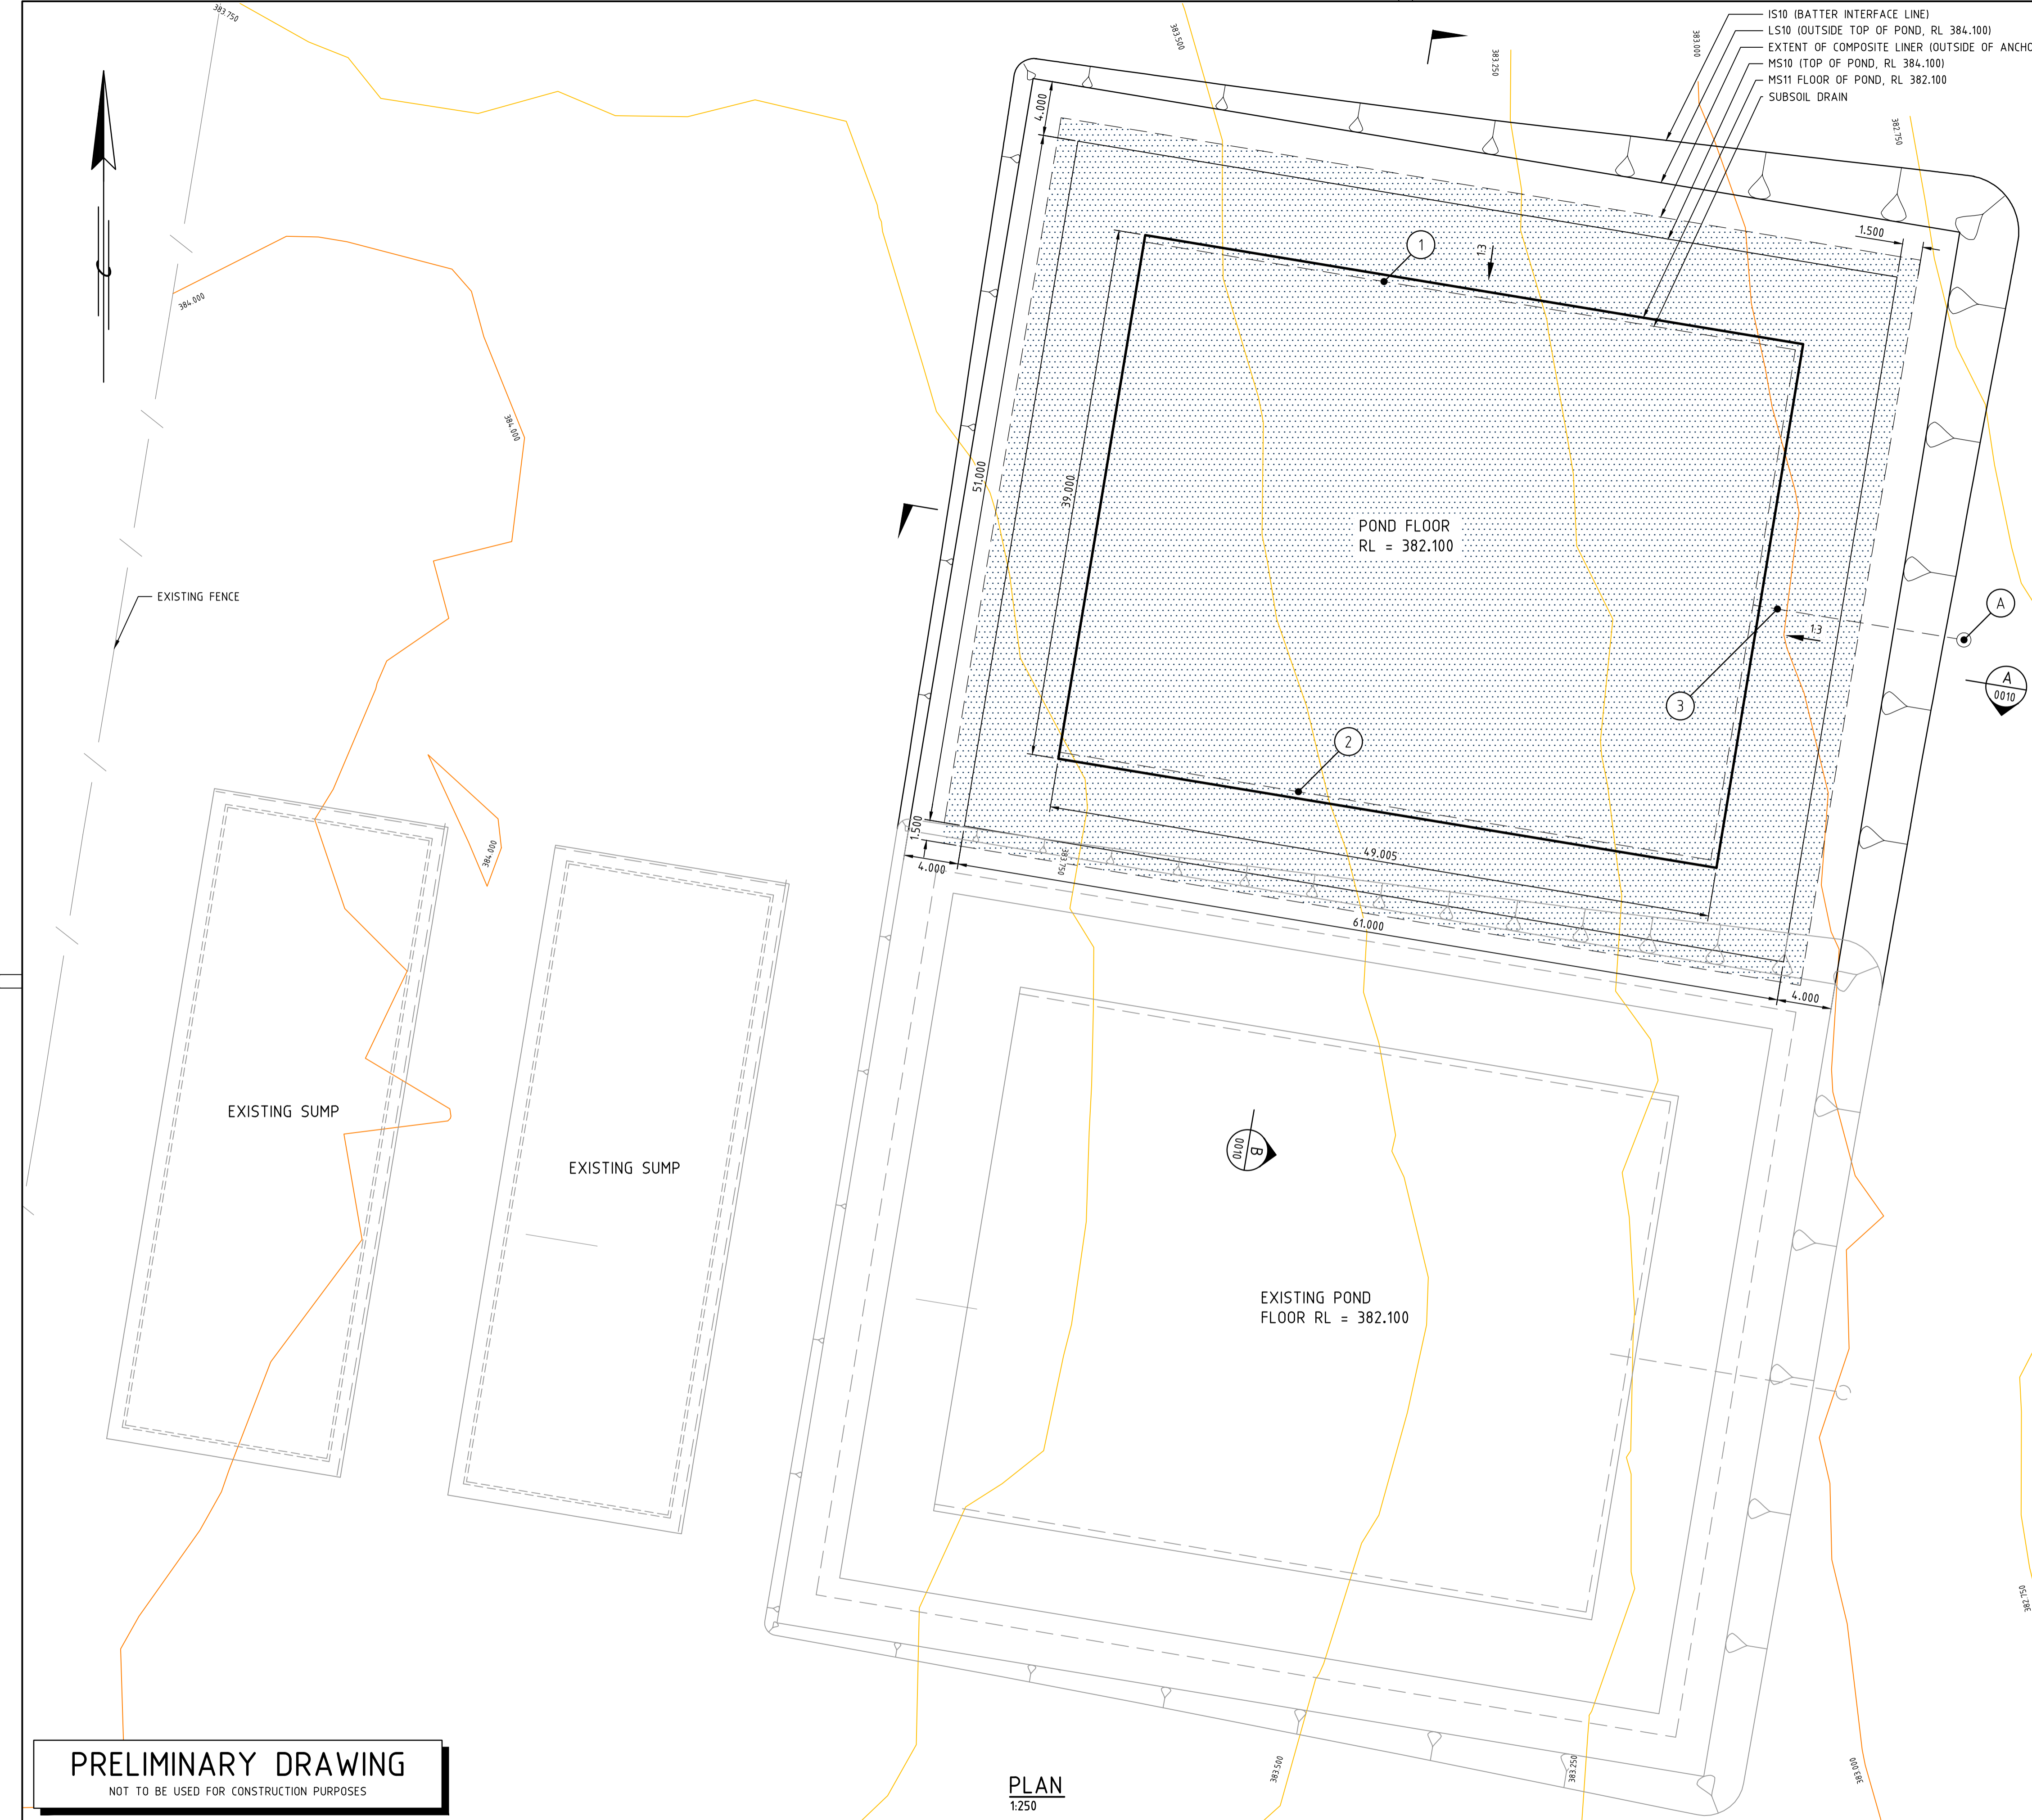 383.750
383.500
383.250
383.000
IS10 (BATTER INTERFACE LINE)
LS10 (OUTSIDE TOP OF POND, RL 384.100)
EXTENT OF COMPOSITE LINER (OUTSIDE OF ANCHO
MS10 (TOP OF POND, RL 384.100)
MS11 FLOOR OF POND, RL 382.100
SUBSOIL DRAIN
4.000
382.750
1.500
1
1:3
384.000
384.000
51.000
39.000
POND FLOOR
RL = 382.100
EXISTING FENCE
A
1:3
A
0010
3
2
1.500
384.000
383.750
4.000
49.005
61.000
4.000
EXISTING SUMP
EXISTING SUMP
B
0010
EXISTING POND
FLOOR RL = 382.100
382.750
383.500
383.250
383.000
PRELIMINARY DRAWING
NOT TO BE USED FOR CONSTRUCTION PURPOSES
PLAN
1:250